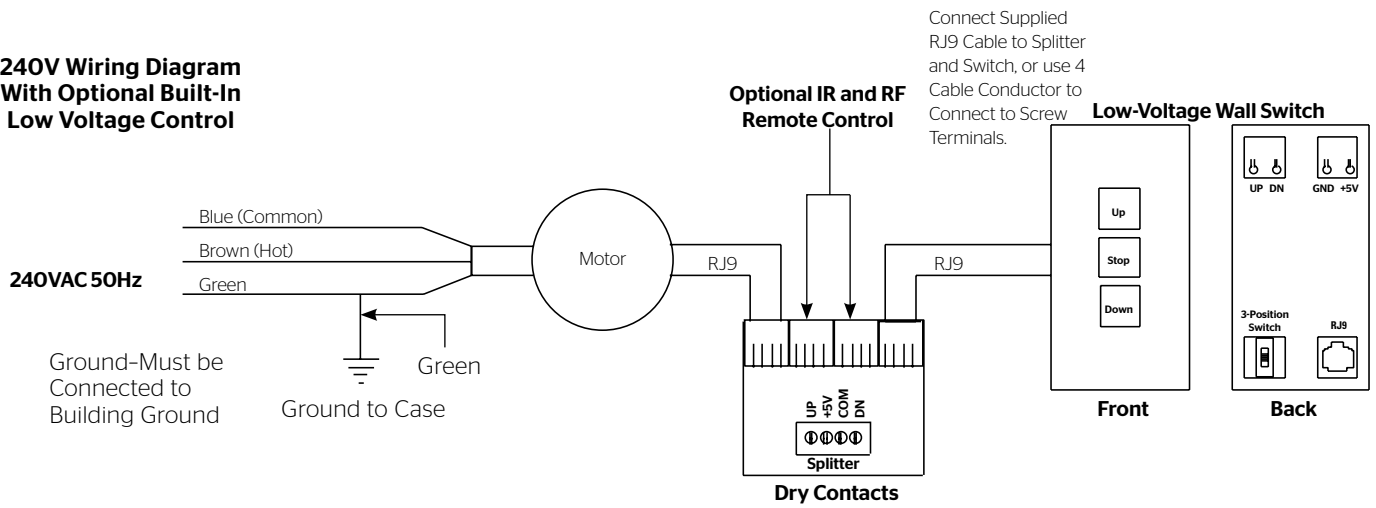 240V Wiring Diagram
With Optional Built-In
Low Voltage Control
Connect Supplied
RJ9 Cable to Splitter
and Switch, or use 4
Cable Conductor to
Connect to Screw
Terminals.
Optional IR and RF
Remote Control
Low-Voltage Wall Switch
UP DN
GND +5V
Blue (Common)
Brown (Hot)
Green
240VAC 50Hz
Motor
RJ9
RJ9
Up
Stop
Down
3-Position
Switch
RJ9
Ground-Must be
Connected to
Building Ground
Green
Ground to Case
UP
+5V
COM
DN
Splitter
Dry Contacts
Front
Back